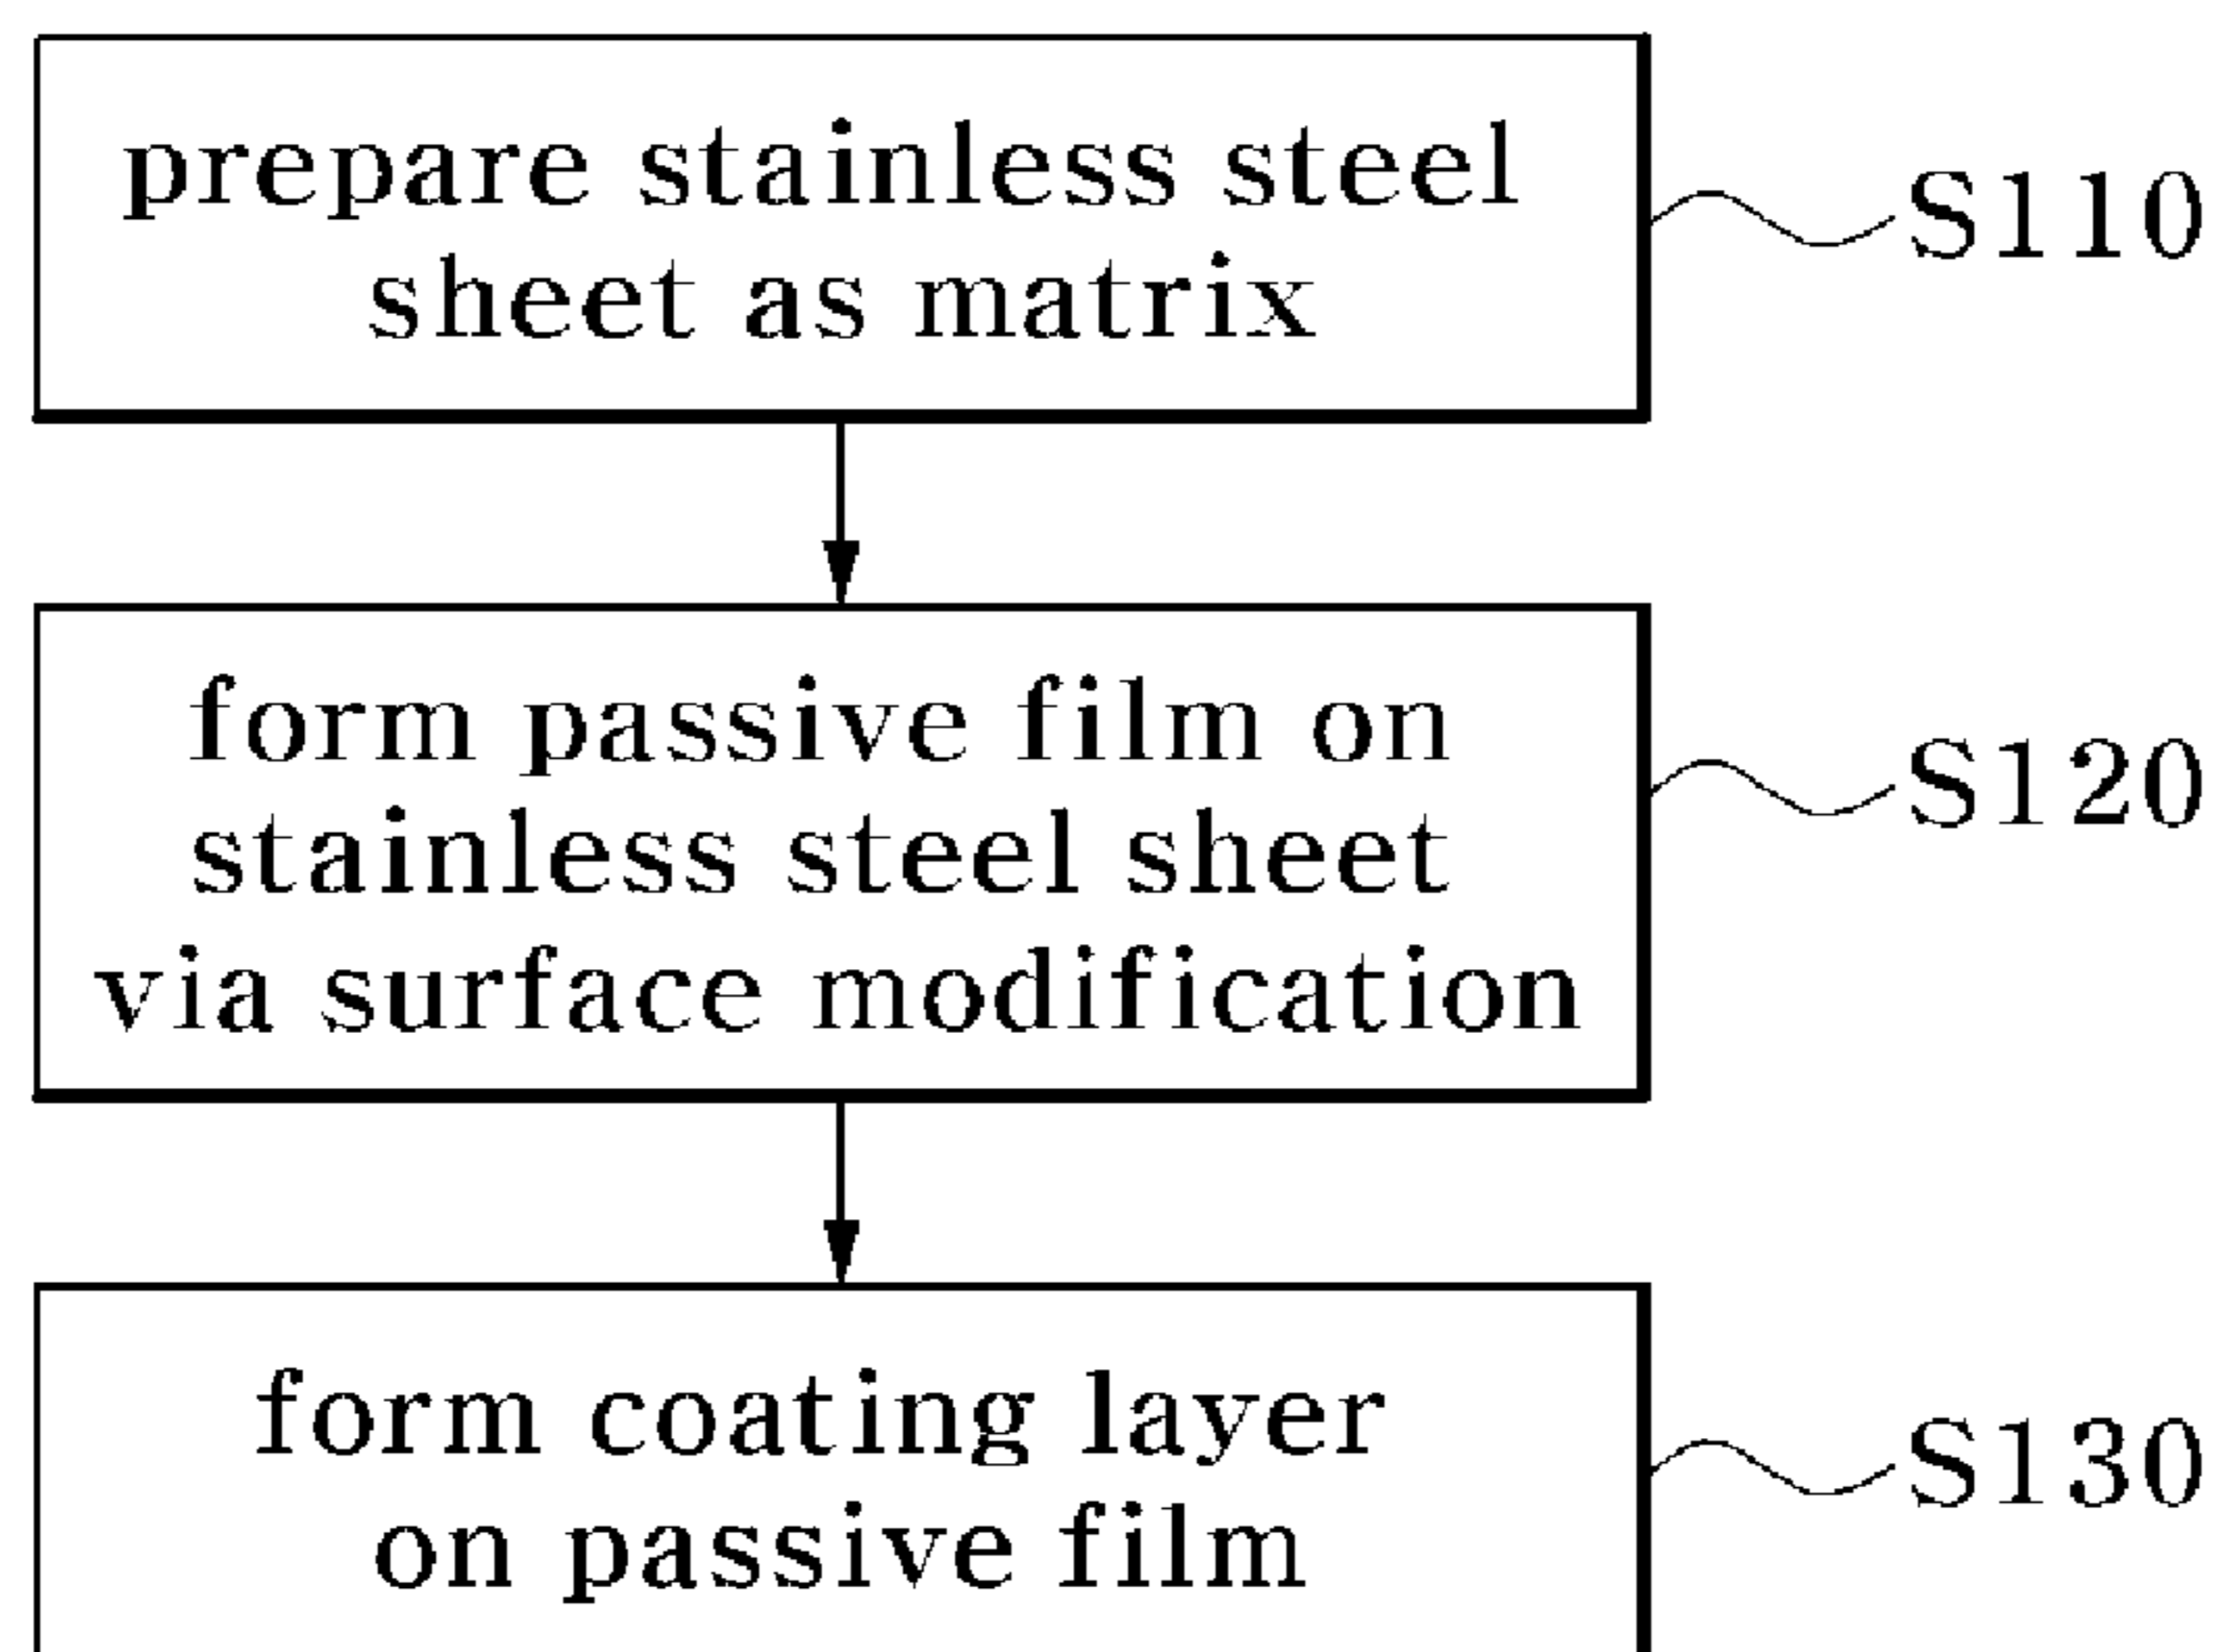 prepare stainless steel
sheet as matrix
S110
form passive film on
stainless steel sheet
via surface modification
S120
form coating layer
on passive film
S130